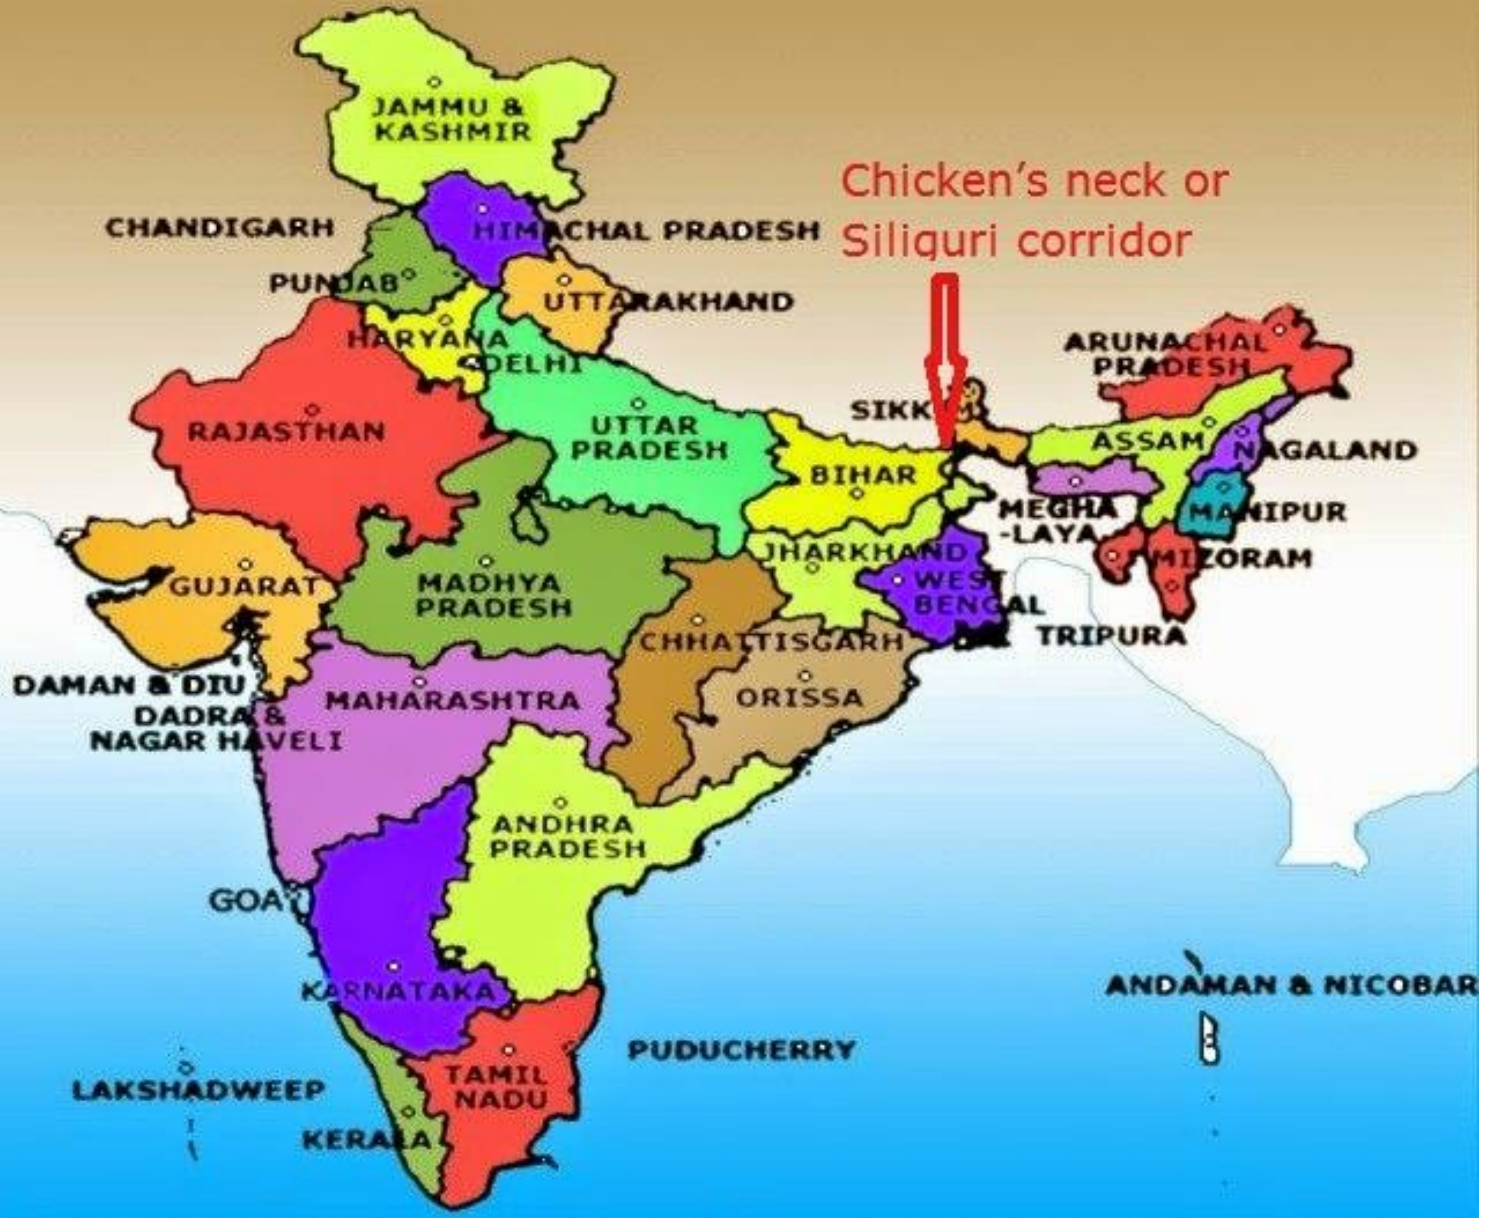 JAMMU &
KASHMIR
Chicken's neck or
Siliguri corridor
CHANDIGARH
HIMACHAL PRADESH
PUNJAB
UTTARAKHAND
HARYANA
DELHI
ARUNACHAL
PRADESH
SIKKIM
RAJASTHAN
UTTAR
PRADESH
ASSAM
NAGALAND
BIHAR
MEGHA
-LAYA
MANIPUR
JHARKHAND
MIZORAM
GUJARAT
MADHYA
PRADESH
WEST
BENGAL
TRIPURA
CHHATTISGARH
DAMAN & DIU
DADRA &
NAGAR HAVELI
MAHARASHTRA
ORISSA
ANDHRA
PRADESH
GOA
KARNATAKA
ANDAMAN & NICOBAR
PUDUCHERRY
LAKSHADWEEP
TAMIL
NADU
KERALA